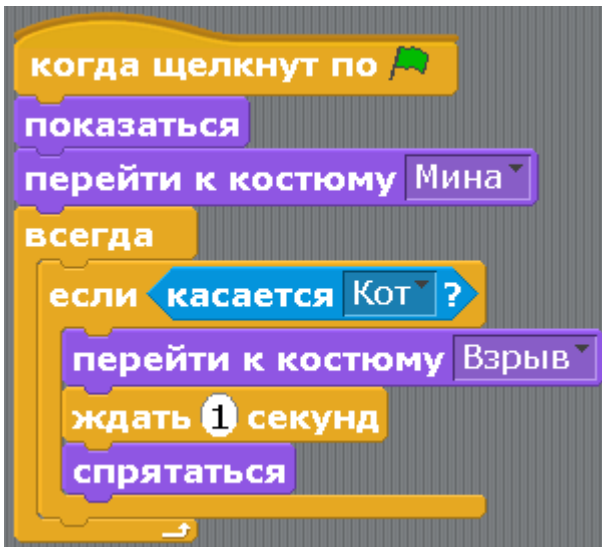 когда щелкнут по
показаться
перейти к костюму Мина
всегда
если касается Кот ?
перейти к костюму Взрыв
ждать 1 секунд
спрятаться